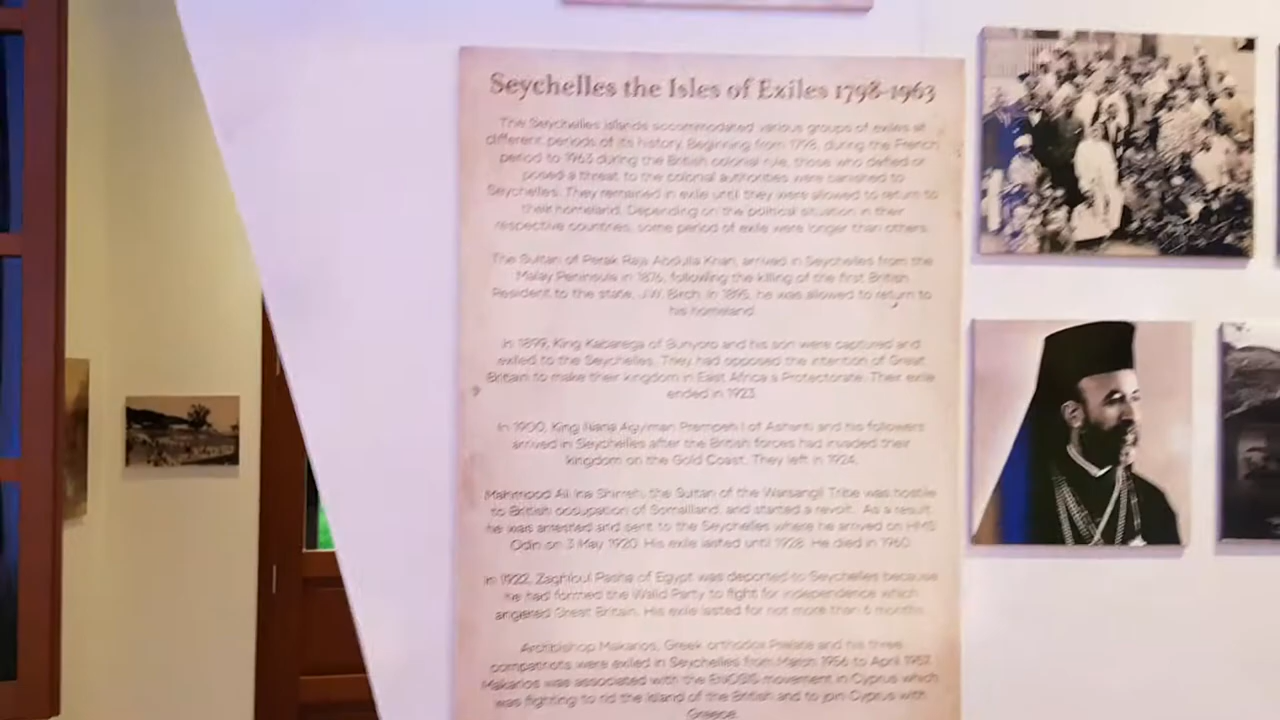 Seychelles the Isles of Exiles 1798-1963
The Seychelles islands accommodated various groups of exiles at
different periods of its history. Beginning from 1798, during the French
period to 1963 during the British colonial rule, those who defied or
posed a threat to the colonial authorities were banished to
Seychelles. They remained in exile until they were allowed to return to
their homeland. Depending on the political situation in their
respective countries, some period of exile were longer than others.
The Sultan of Perak Raja Abdulla Khan, arrived in Seychelles from the
Malay Peninsula in 1876, following the killing of the first British
Resident to the state, J.W. Birch. In 1895, he was allowed to return to
his homeland.
In 1899, King Kabarega of Bunyoro and his son were captured and
exiled to the Seychelles. They had opposed the intention of Great
Britain to make their kingdom in East Africa a Protectorate. Their exile
ended in 1923.
In 1900, King Nana Agyiman Prempeh I of Ashanti and his followers
arrived in Seychelles after the British forces had invaded their
kingdom on the Gold Coast. They left in 1924.
Mahmood Ali Ina Shirreh, the Sultan of the Warsangli Tribe was hostile
to British occupation of Somaliland, and started a revolt. As a result,
he was arrested and sent to the Seychelles where he arrived on HMS
Odin on 3 May 1920. His exile lasted until 1928. He died in 1960.
In 1922, Zaghloul Pasha of Egypt was deported to Seychelles because
he had formed the Wafd Party to fight for independence which
angered Great Britain. His exile lasted for not more than 6 months.
Archbishop Makarios, Greek orthodox Prelate and his three
compatriots were exiled in Seychelles from March 1956 to April 1957.
Makarios was associated with the ENOSIS movement in Cyprus which
was fighting to rid the island of the British and to join Cyprus with
Greece.